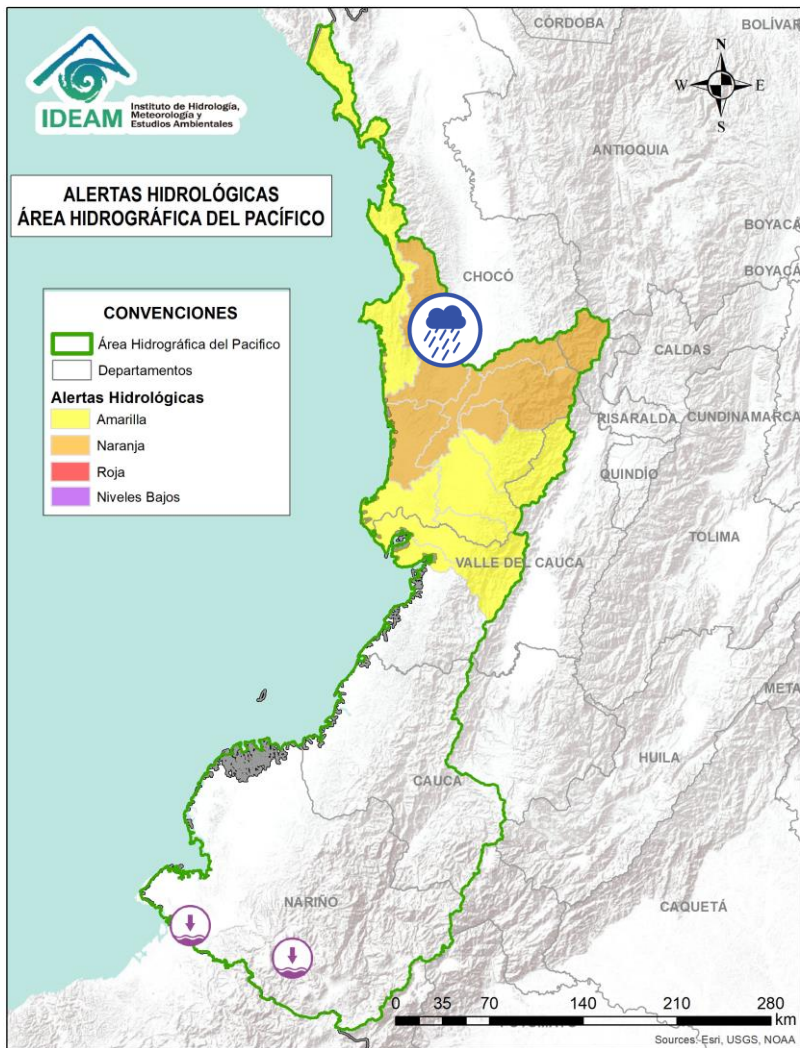 CÓRDOBA
BOLÍVAR
IDEAM
Instituto de Hidrología,
Meteorología y
Estudios Ambientales
N
W
E
S
ANTIOQUIA
ALERTAS HIDROLÓGICAS
ÁREA HIDROGRÁFICA DEL PACÍFICO
BOYACÁ
BOYACÁ
CHOCÓ
CONVENCIONES
Área Hidrográfica del Pacifico
Departamentos
Alertas Hidrológicas
Amarilla
Naranja
Roja
Niveles Bajos
CALDAS
RISARALDA
CUNDINAMARCA
QUINDÍO
TOLIMA
VALLE DEL CAUCA
META
HUILA
CAUCA
NARIÑO
CAQUETÁ
0 35 70 140 210 280
km
Sources: Esri, USGS, NOAA